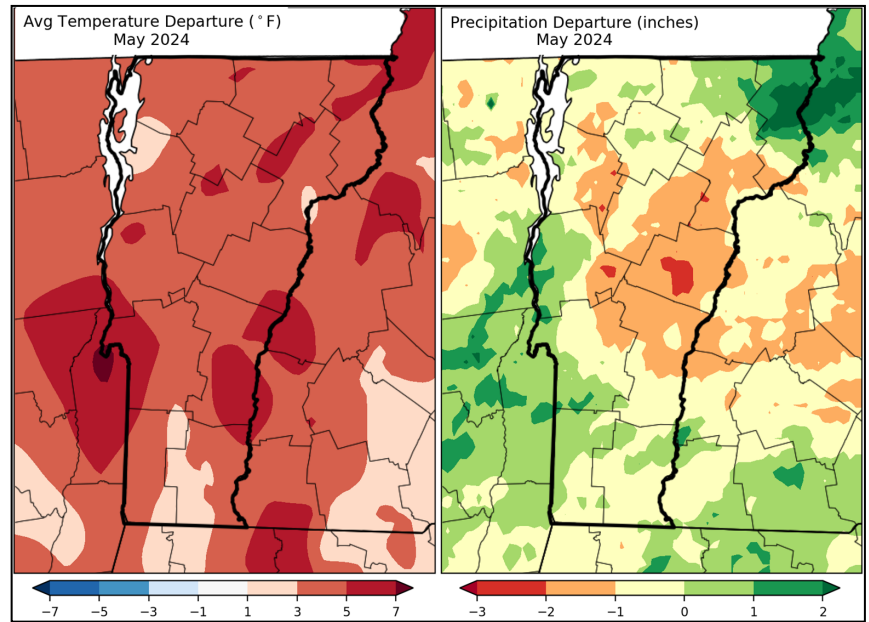 Avg Temperature Departure (°F)
May 2024
Precipitation Departure (inches)
May 2024
−7 −5 −3 −1 1 3 5 7
−3 −2 −1 0 1 2